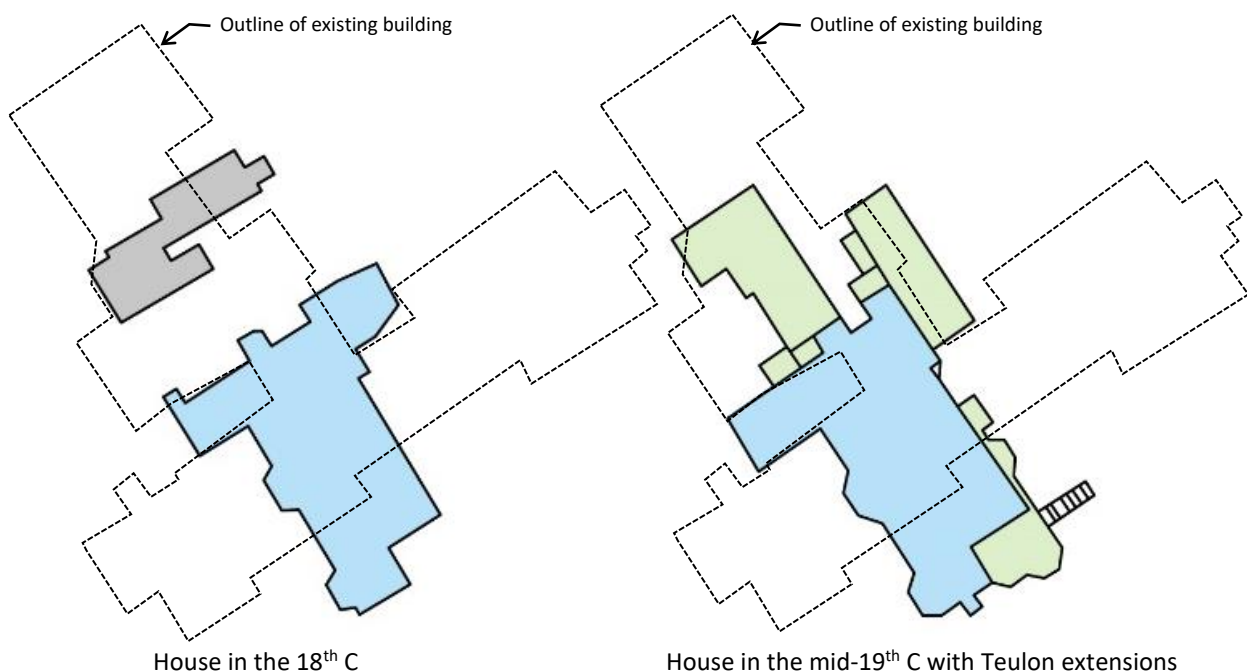 Outline of existing building
Outline of existing building
House in the 18th C
House in the mid-19th C with Teulon extensions